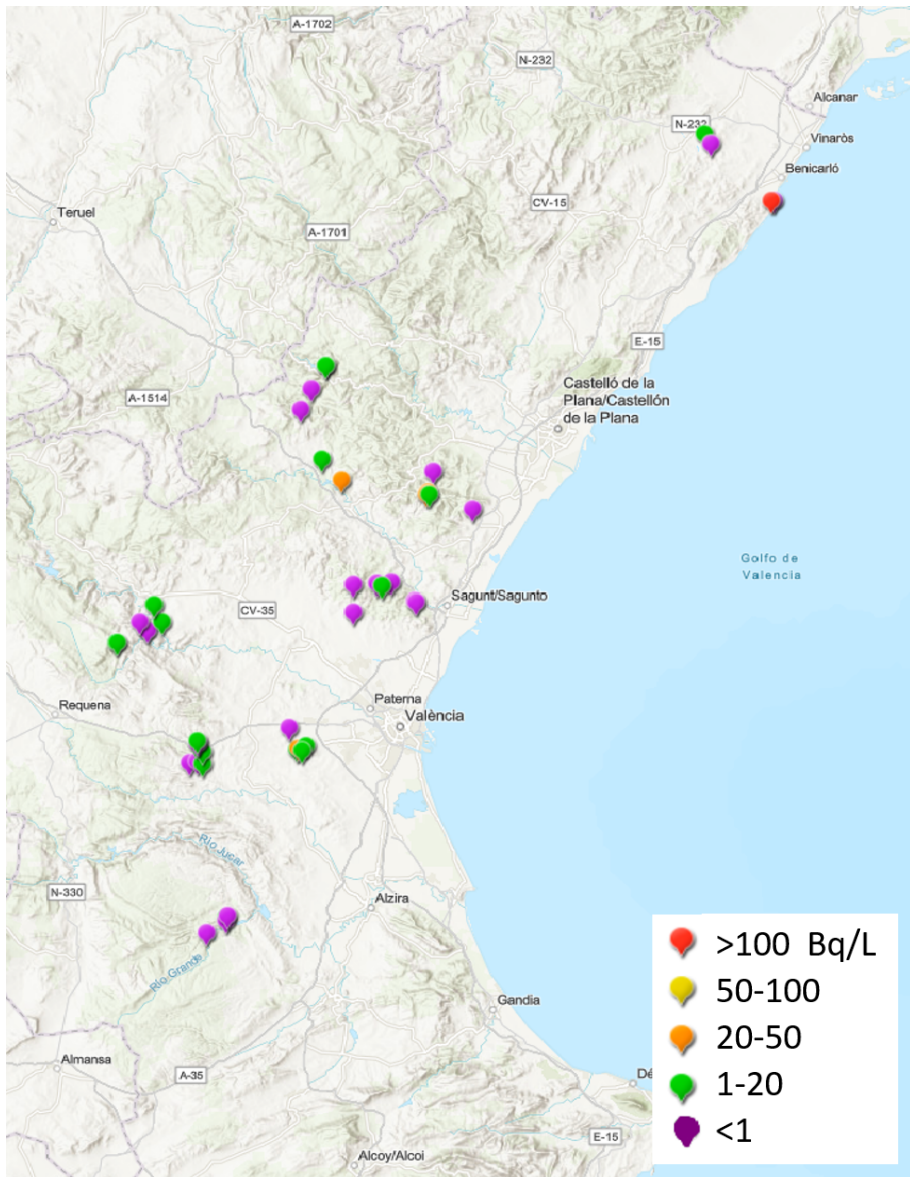 A-1702
N-232
Alcanar
N-232
Vinaròs
Benicarló
CV-15
Teruel
A-1701
E-15
Castelló de la
Plana/Castellón
de la Plana
A-1514
Golfo de
Valencia
Sagunt/Sagunto
CV-35
Requena
Paterna
València
Río Jucar
N-330
Alzira
Río Grande
Gandia
Almansa
A-35
Dé
E-15
Alcoy/Alcoi
>100 Bq/L
50-100
20-50
1-20
<1